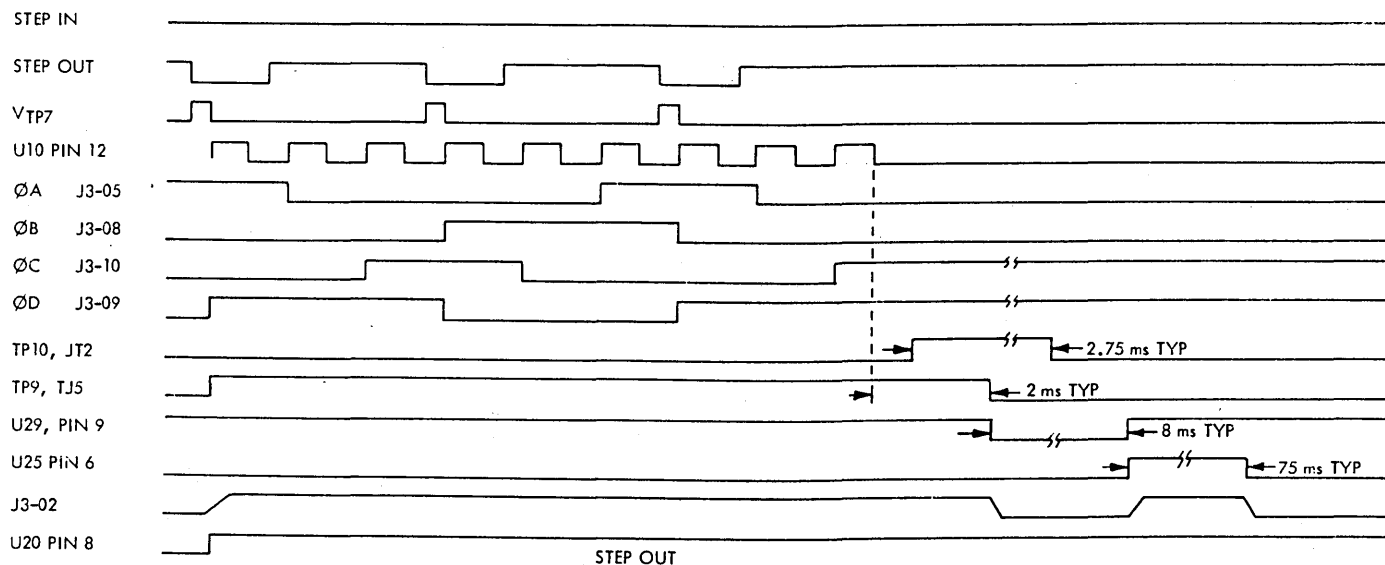 STEP IN
STEP OUT
VTP7
U10 PIN 12
ØA J3-05
ØB J3-08
ØC J3-10
ØD J3-09
TP10, JT2
2.75 ms TYP
TP9, TJ5
2 ms TYP
U29, PIN 9
8 ms TYP
U25 PIN 6
75 ms TYP
J3-02
U20 PIN 8
STEP OUT